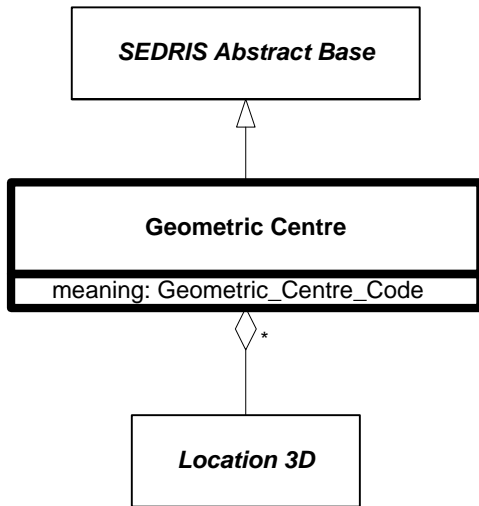 SEDRIS Abstract Base
Geometric Centre
meaning: Geometric_Centre_Code
*
Location 3D